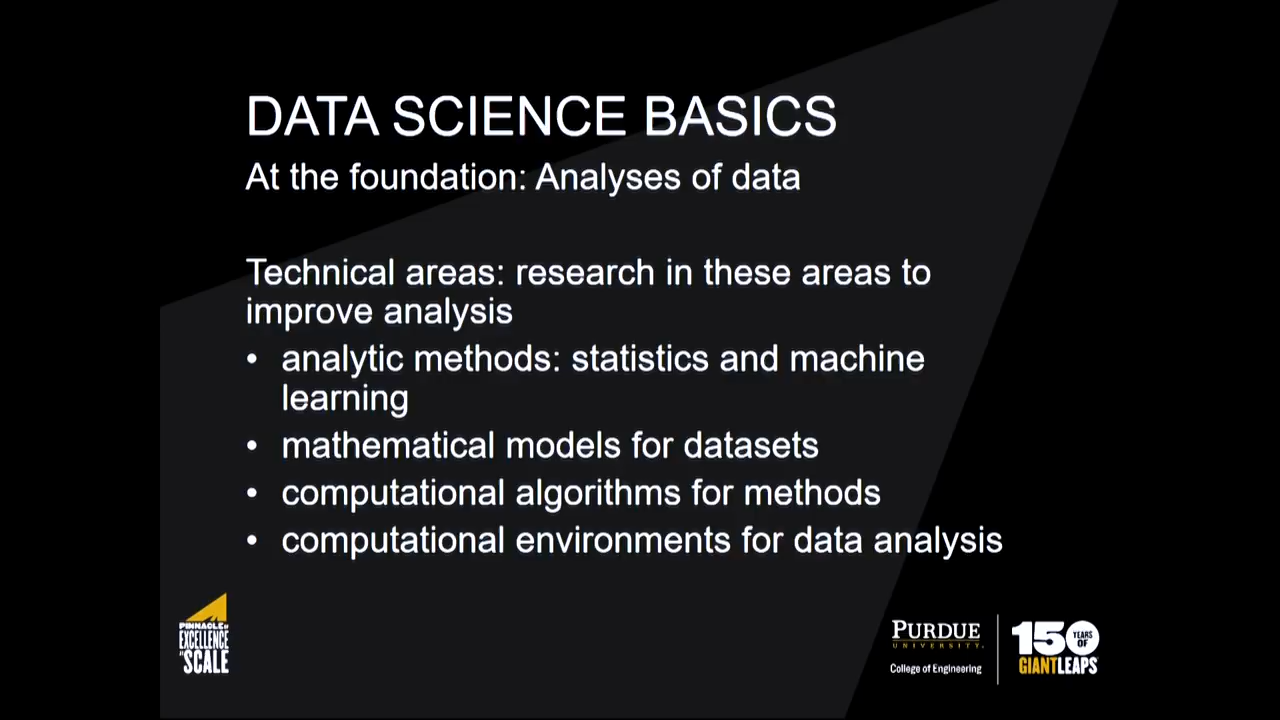 DATA SCIENCE BASICS
At the foundation: Analyses of data
Technical areas: research in these areas to
improve analysis
• analytic methods: statistics and machine
learning
• mathematical models for datasets
• computational algorithms for methods
• computational environments for data analysis
PINNACLE OF
EXCELLENCE
AT SCALE
PURDUE
UNIVERSITY.
College of Engineering
150 YEARS OF
GIANT LEAPS